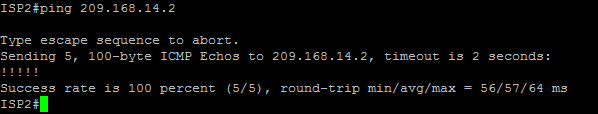 ISP2#ping 209.168.14.2
Type escape sequence to abort.
Sending 5, 100-byte ICMP Echos to 209.168.14.2, timeout is 2 seconds:
!!!!!
Success rate is 100 percent (5/5), round-trip min/avg/max = 56/57/64 ms
ISP2#